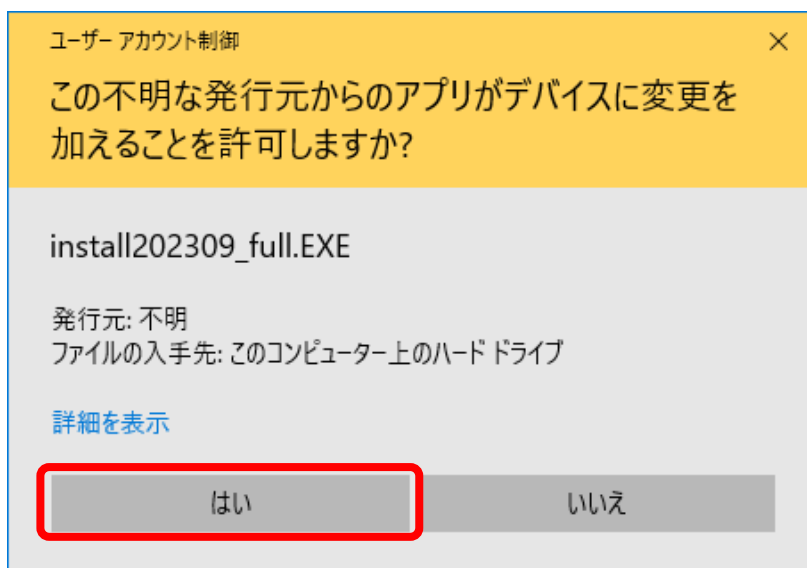 ユーザー アカウント制御
この不明な発行元からのアプリがデバイスに変更を
加えることを許可しますか?
install202309_full.EXE
発行元: 不明
ファイルの入手先: このコンピューター上のハード ドライブ
詳細を表示
はい
いいえ